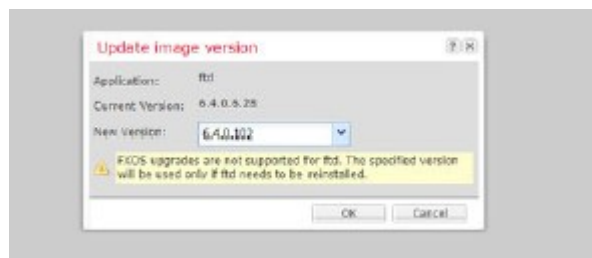 Update image version
Application: ftd
Current Version: 6.4.0.6.28
New Version: 6.4.0.102
FXOS upgrades are not supported for ftd. The specified version
will be used only if ftd needs to be reinstalled.
OK Cancel